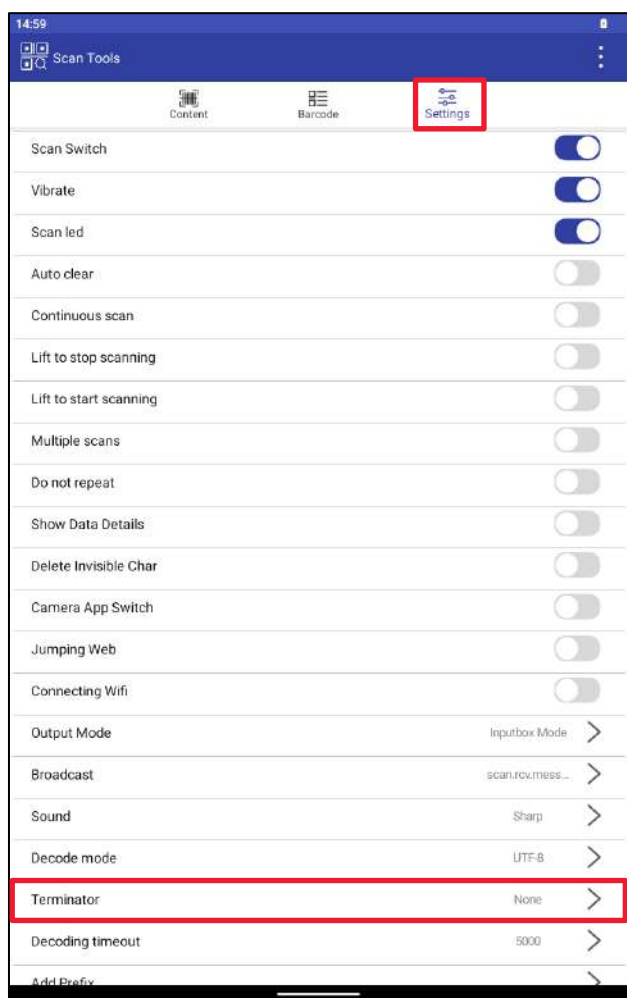 14:59
Scan Tools
Content Barcode Settings
Scan Switch
Vibrate
Scan led
Auto clear
Continuous scan
Lift to stop scanning
Lift to start scanning
Multiple scans
Do not repeat
Show Data Details
Delete Invisible Char
Camera App Switch
Jumping Web
Connecting Wifi
Output Mode Inputbox Mode
Broadcast scan.rcv.mess...
Sound Sharp
Decode mode UTF-8
Terminator None
Decoding timeout 5000
Add Prefix